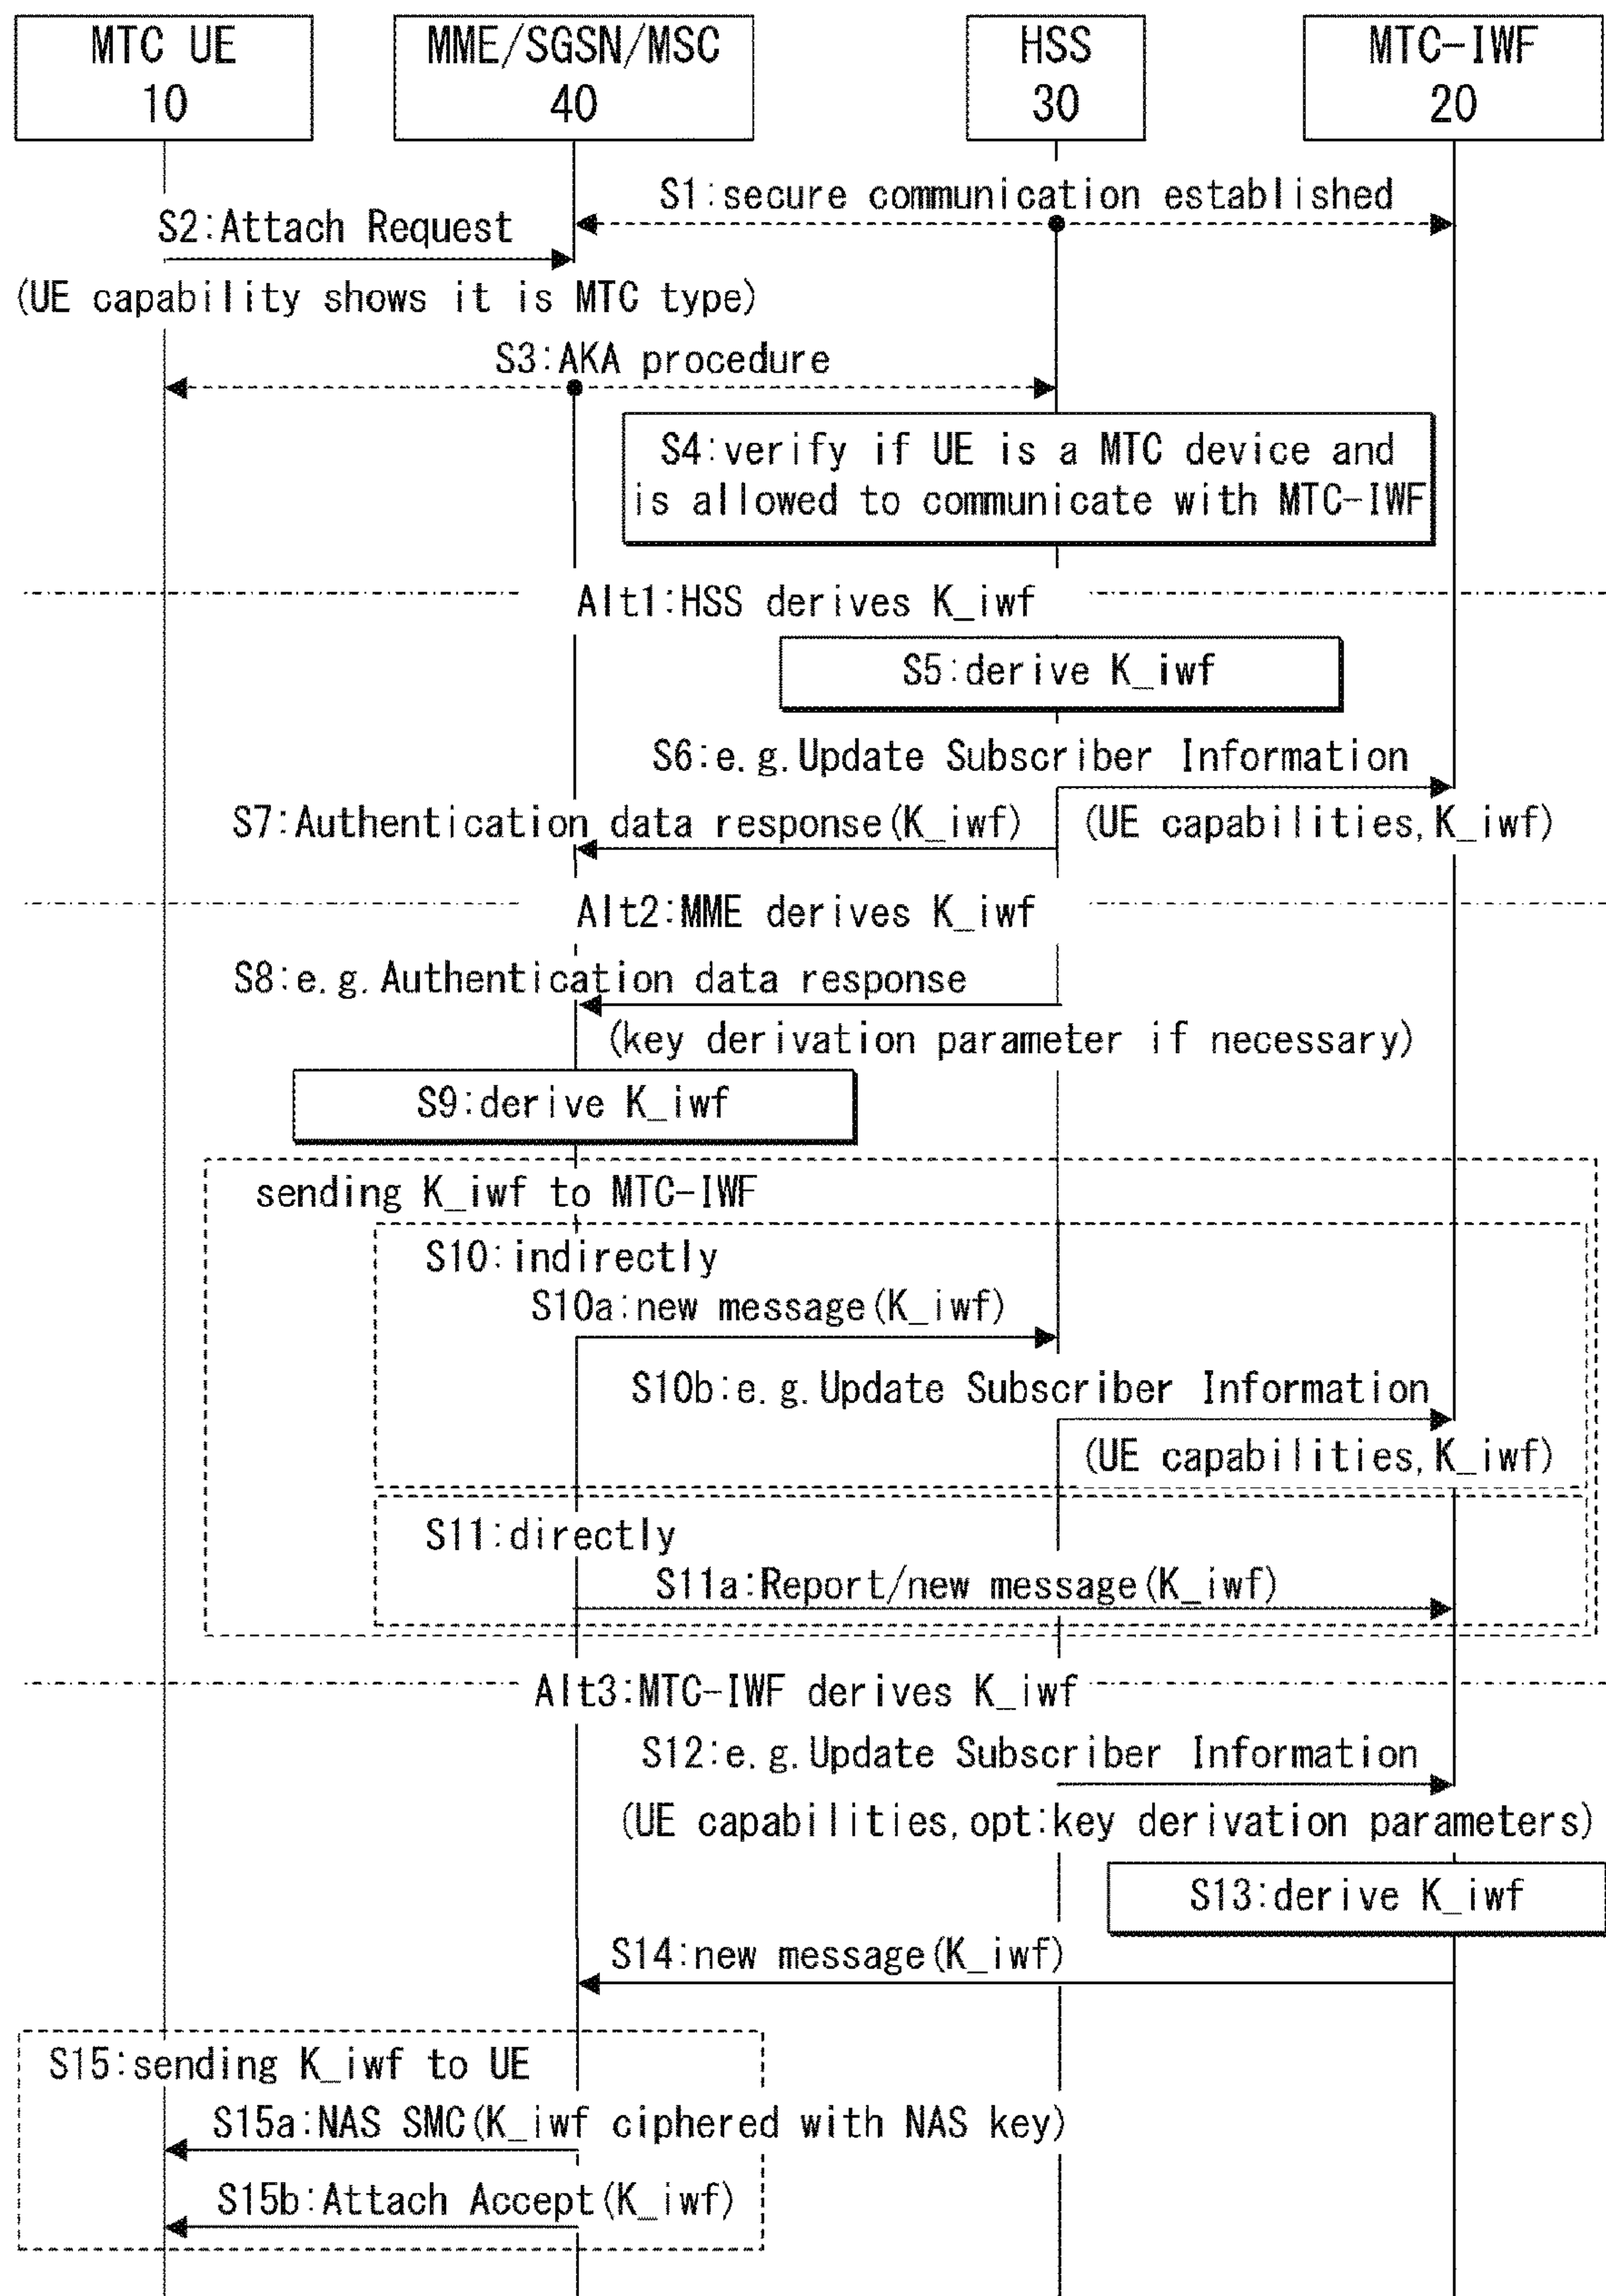 MTC UE
10
MME/SGSN/MSC
40
HSS
30
MTC-IWF
20
S1:secure communication established
S2:Attach Request
(UE capability shows it is MTC type)
S3:AKA procedure
S4:verify if UE is a MTC device and
is allowed to communicate with MTC-IWF
Alt1:HSS derives K_iwf
S5:derive K_iwf
S6:e.g.Update Subscriber Information
S7:Authentication data response(K_iwf)
(UE capabilities,K_iwf)
Alt2:MME derives K_iwf
S8:e.g.Authentication data response
(key derivation parameter if necessary)
S9:derive K_iwf
sending K_iwf to MTC-IWF
S10:indirectly
S10a:new message(K_iwf)
S10b:e.g.Update Subscriber Information
(UE capabilities,K_iwf)
S11:directly
S11a:Report/new message(K_iwf)
Alt3:MTC-IWF derives K_iwf
S12:e.g.Update Subscriber Information
(UE capabilities,opt:key derivation parameters)
S13:derive K_iwf
S14:new message(K_iwf)
S15:sending K_iwf to UE
S15a:NAS SMC(K_iwf ciphered with NAS key)
S15b:Attach Accept(K_iwf)